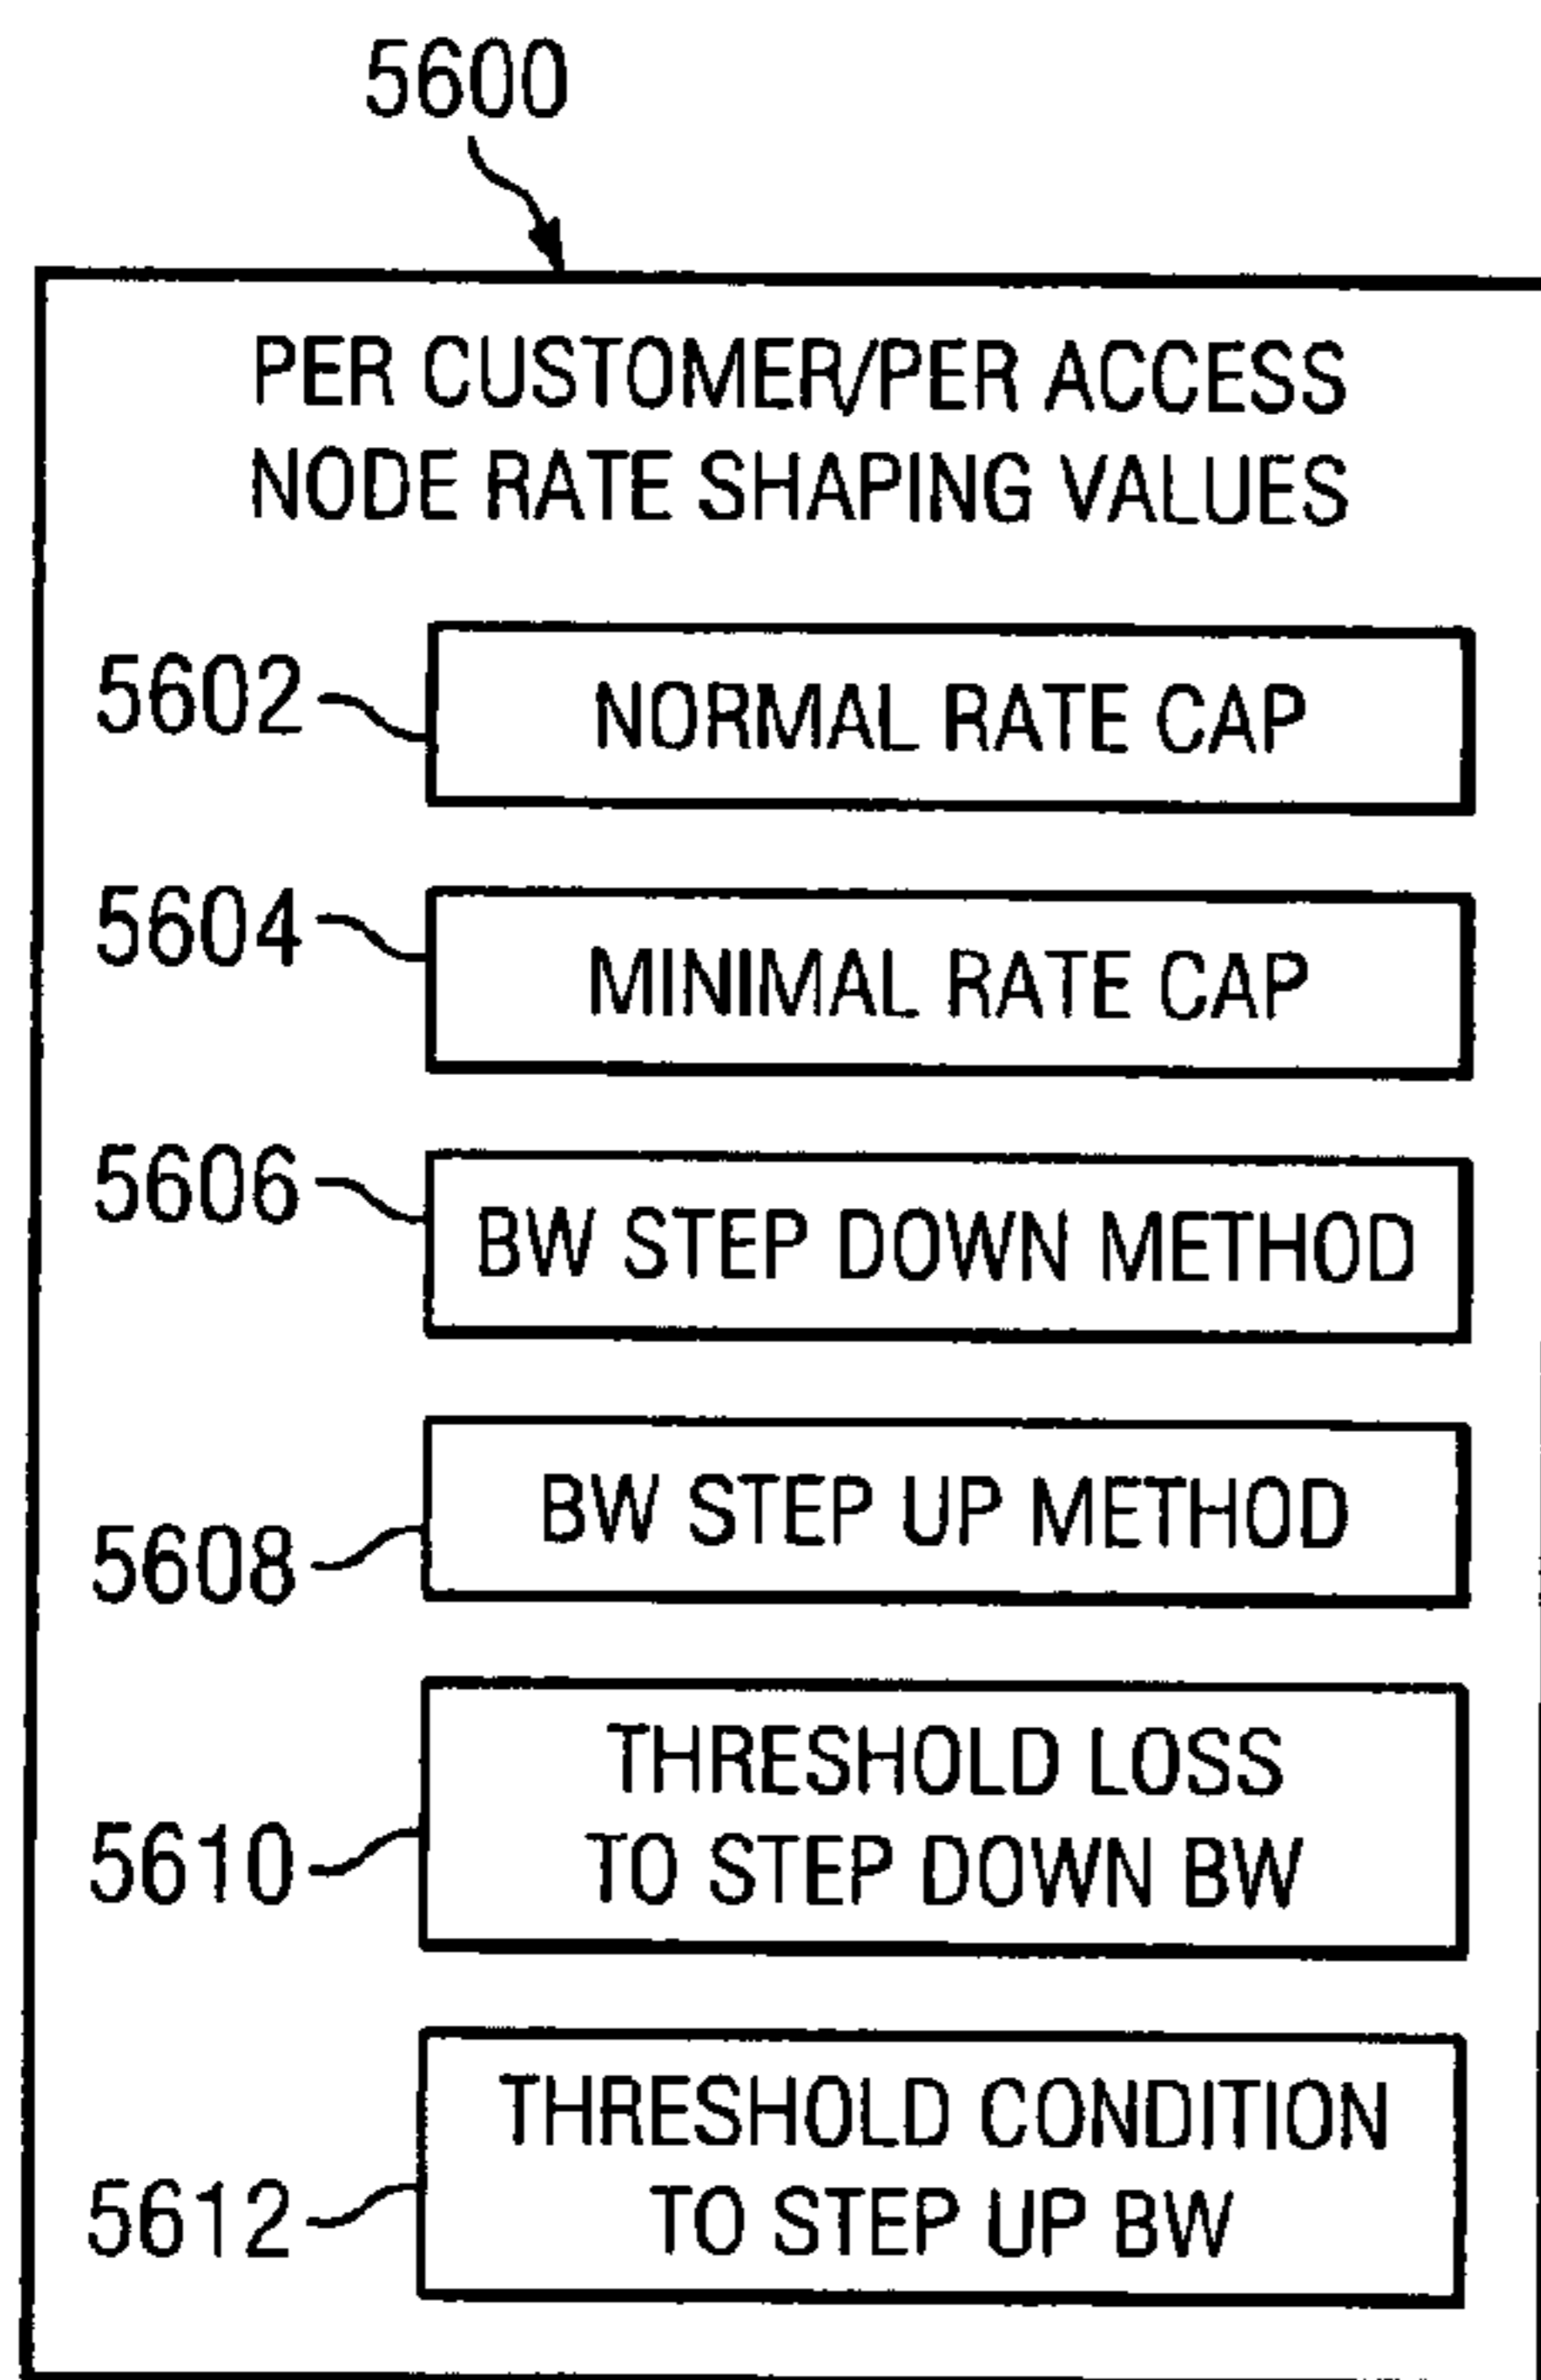 5600
PER CUSTOMER/PER ACCESS
NODE RATE SHAPING VALUES
5602
NORMAL RATE CAP
5604
MINIMAL RATE CAP
5606
BW STEP DOWN METHOD
BW STEP UP METHOD
5608
THRESHOLD LOSS
TO STEP DOWN BW
5610
THRESHOLD CONDITION
TO STEP UP BW
5612